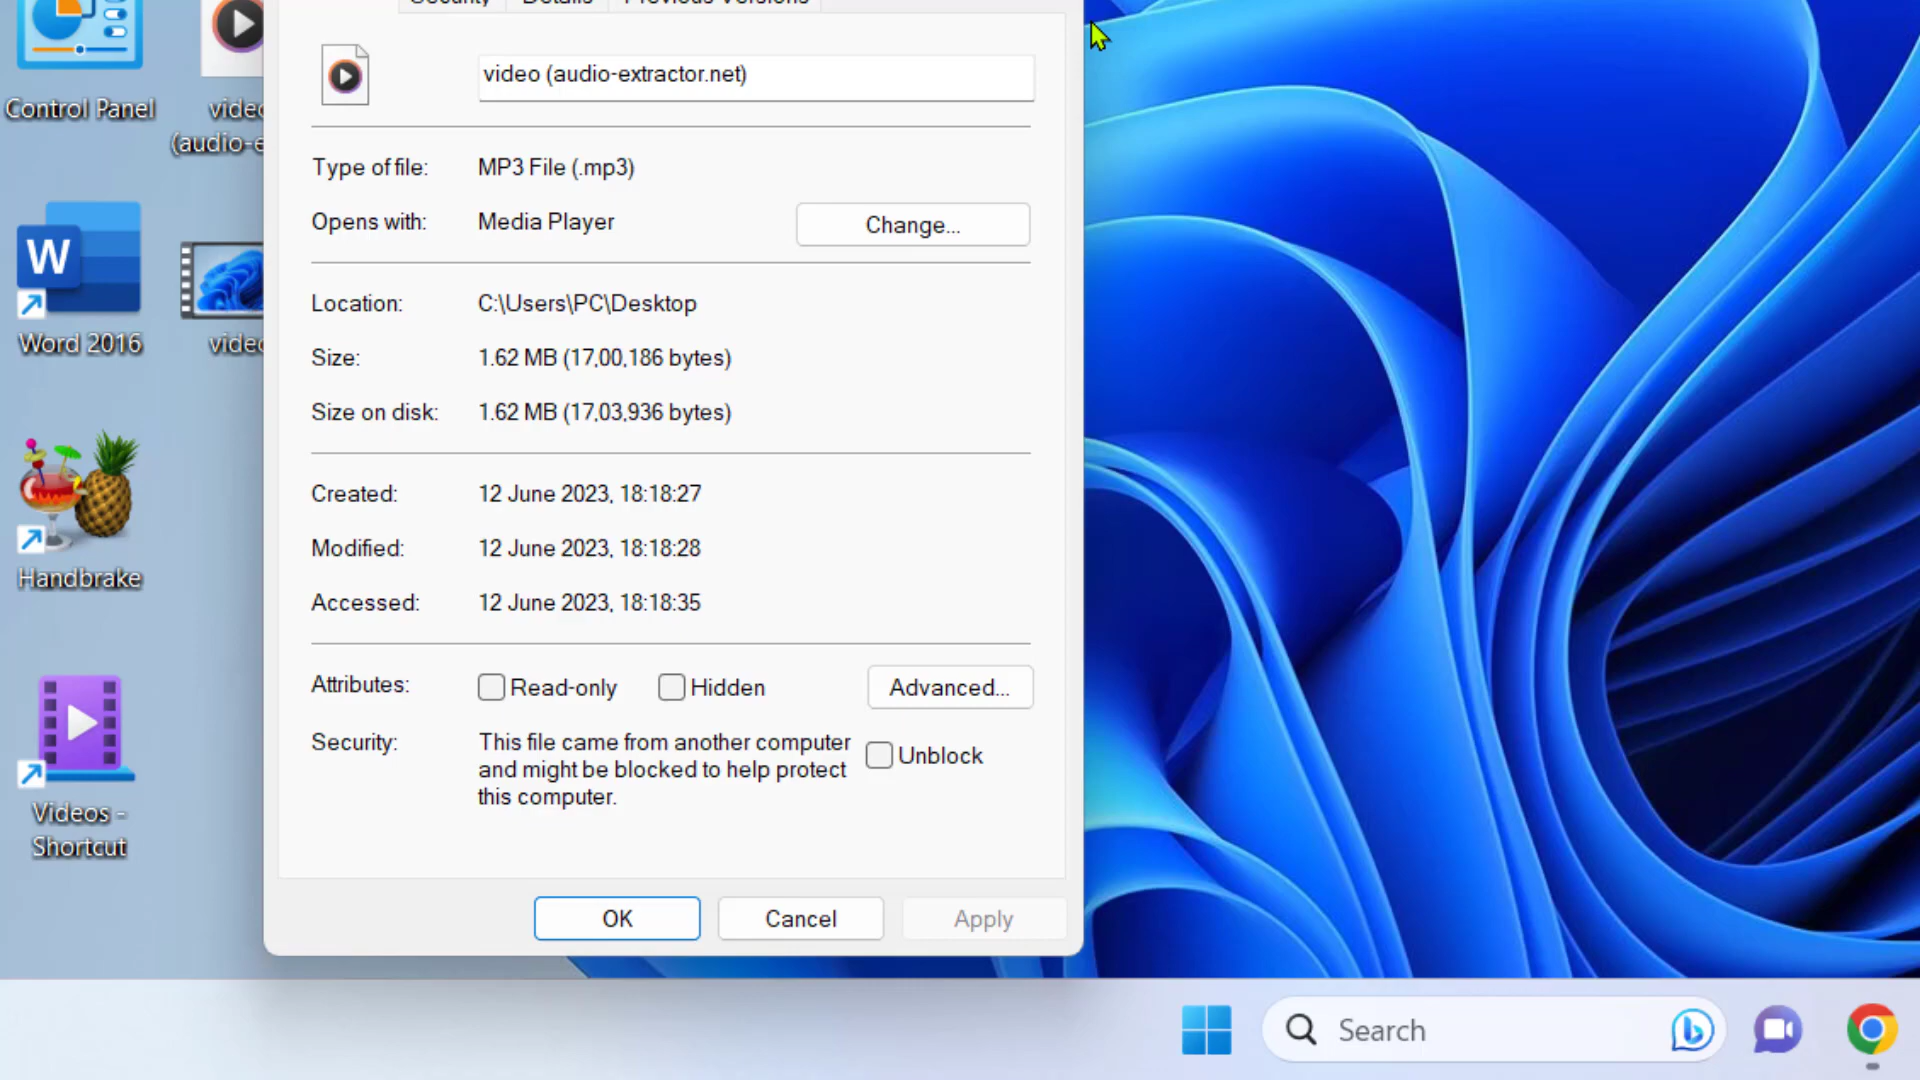 Security Details Previous Versions
Control Panel
video
(audio-e
video (audio-extractor.net)
Type of file: MP3 File (.mp3)
Opens with: Media Player Change...
Location: C:\Users\PC\Desktop
Size: 1.62 MB (17,00,186 bytes)
Size on disk: 1.62 MB (17,03,936 bytes)
Created: 12 June 2023, 18:18:27
Modified: 12 June 2023, 18:18:28
Accessed: 12 June 2023, 18:18:35
Attributes: Read-only Hidden Advanced...
Security: This file came from another computer
and might be blocked to help protect
this computer.
Unblock
OK Cancel Apply
W
Word 2016
video
Handbrake
Videos -
Shortcut
Search